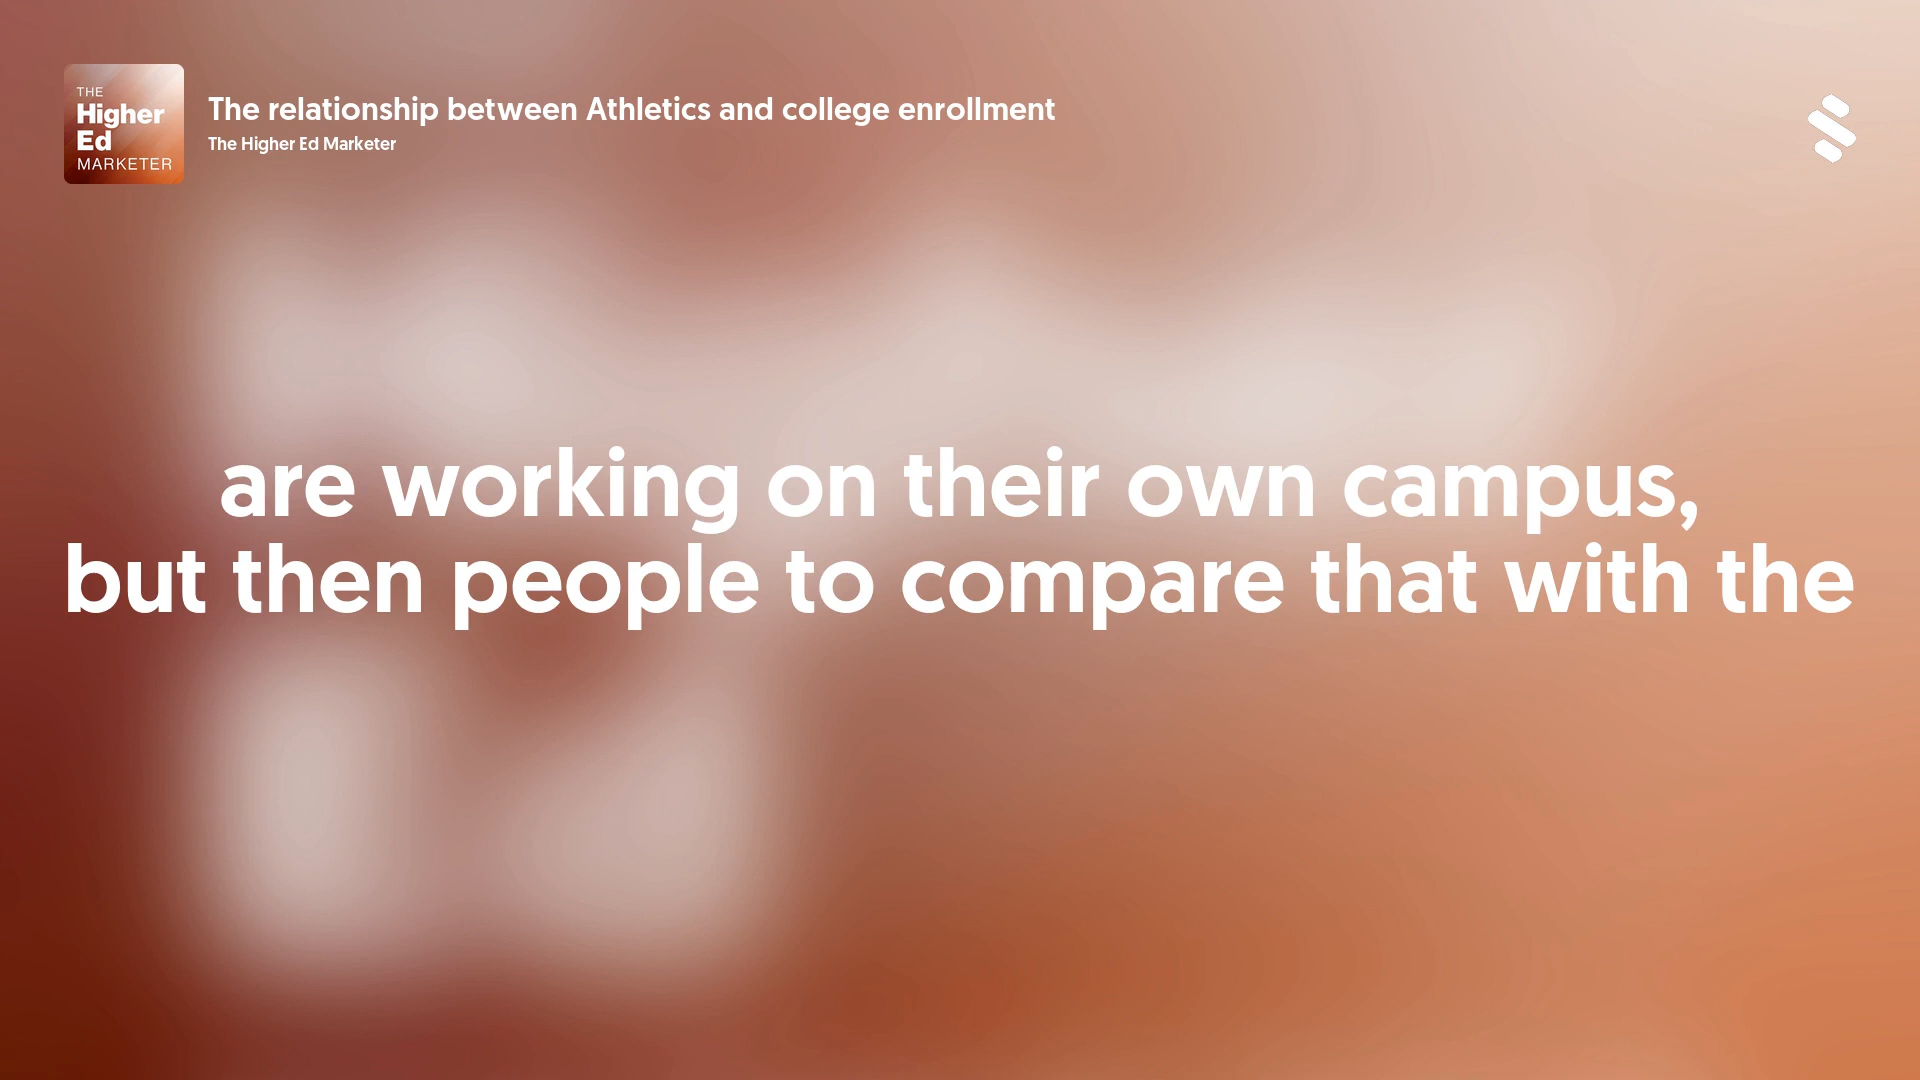 THE
Higher
Ed
MARKETER
The relationship between Athletics and college enrollment
The Higher Ed Marketer
are working on their own campus,
but then people to compare that with the